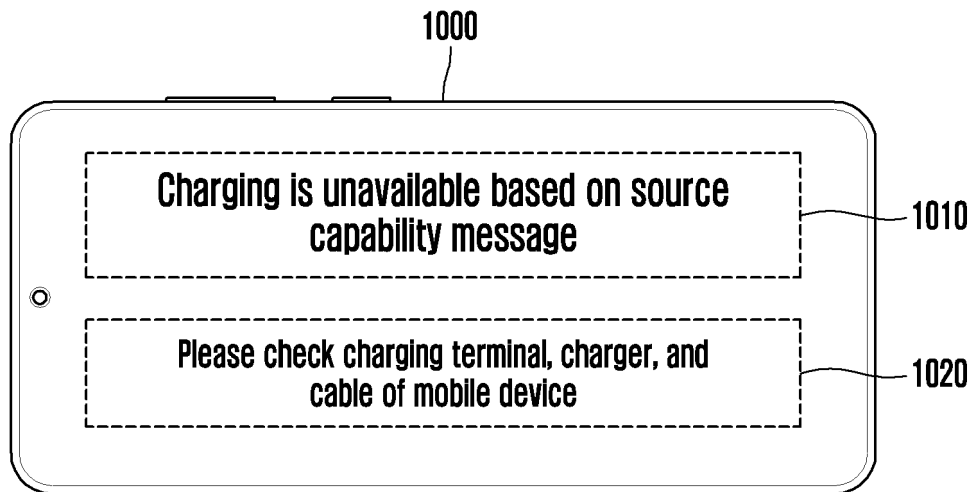 1000
Charging is unavailable based on source
capability message
1010
Please check charging terminal, charger, and
cable of mobile device
1020